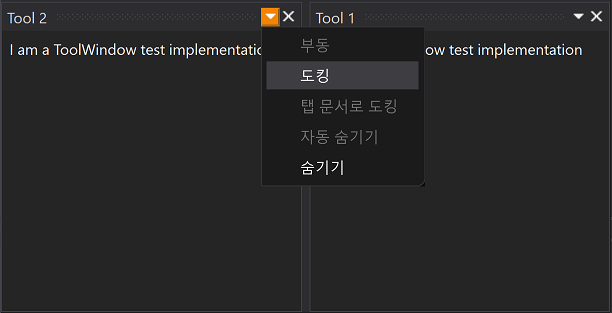 Tool 2
Tool 1
I am a ToolWindow test implementatio
ow test implementation
부동
도킹
탭 문서로 도킹
자동 숨기기
숨기기